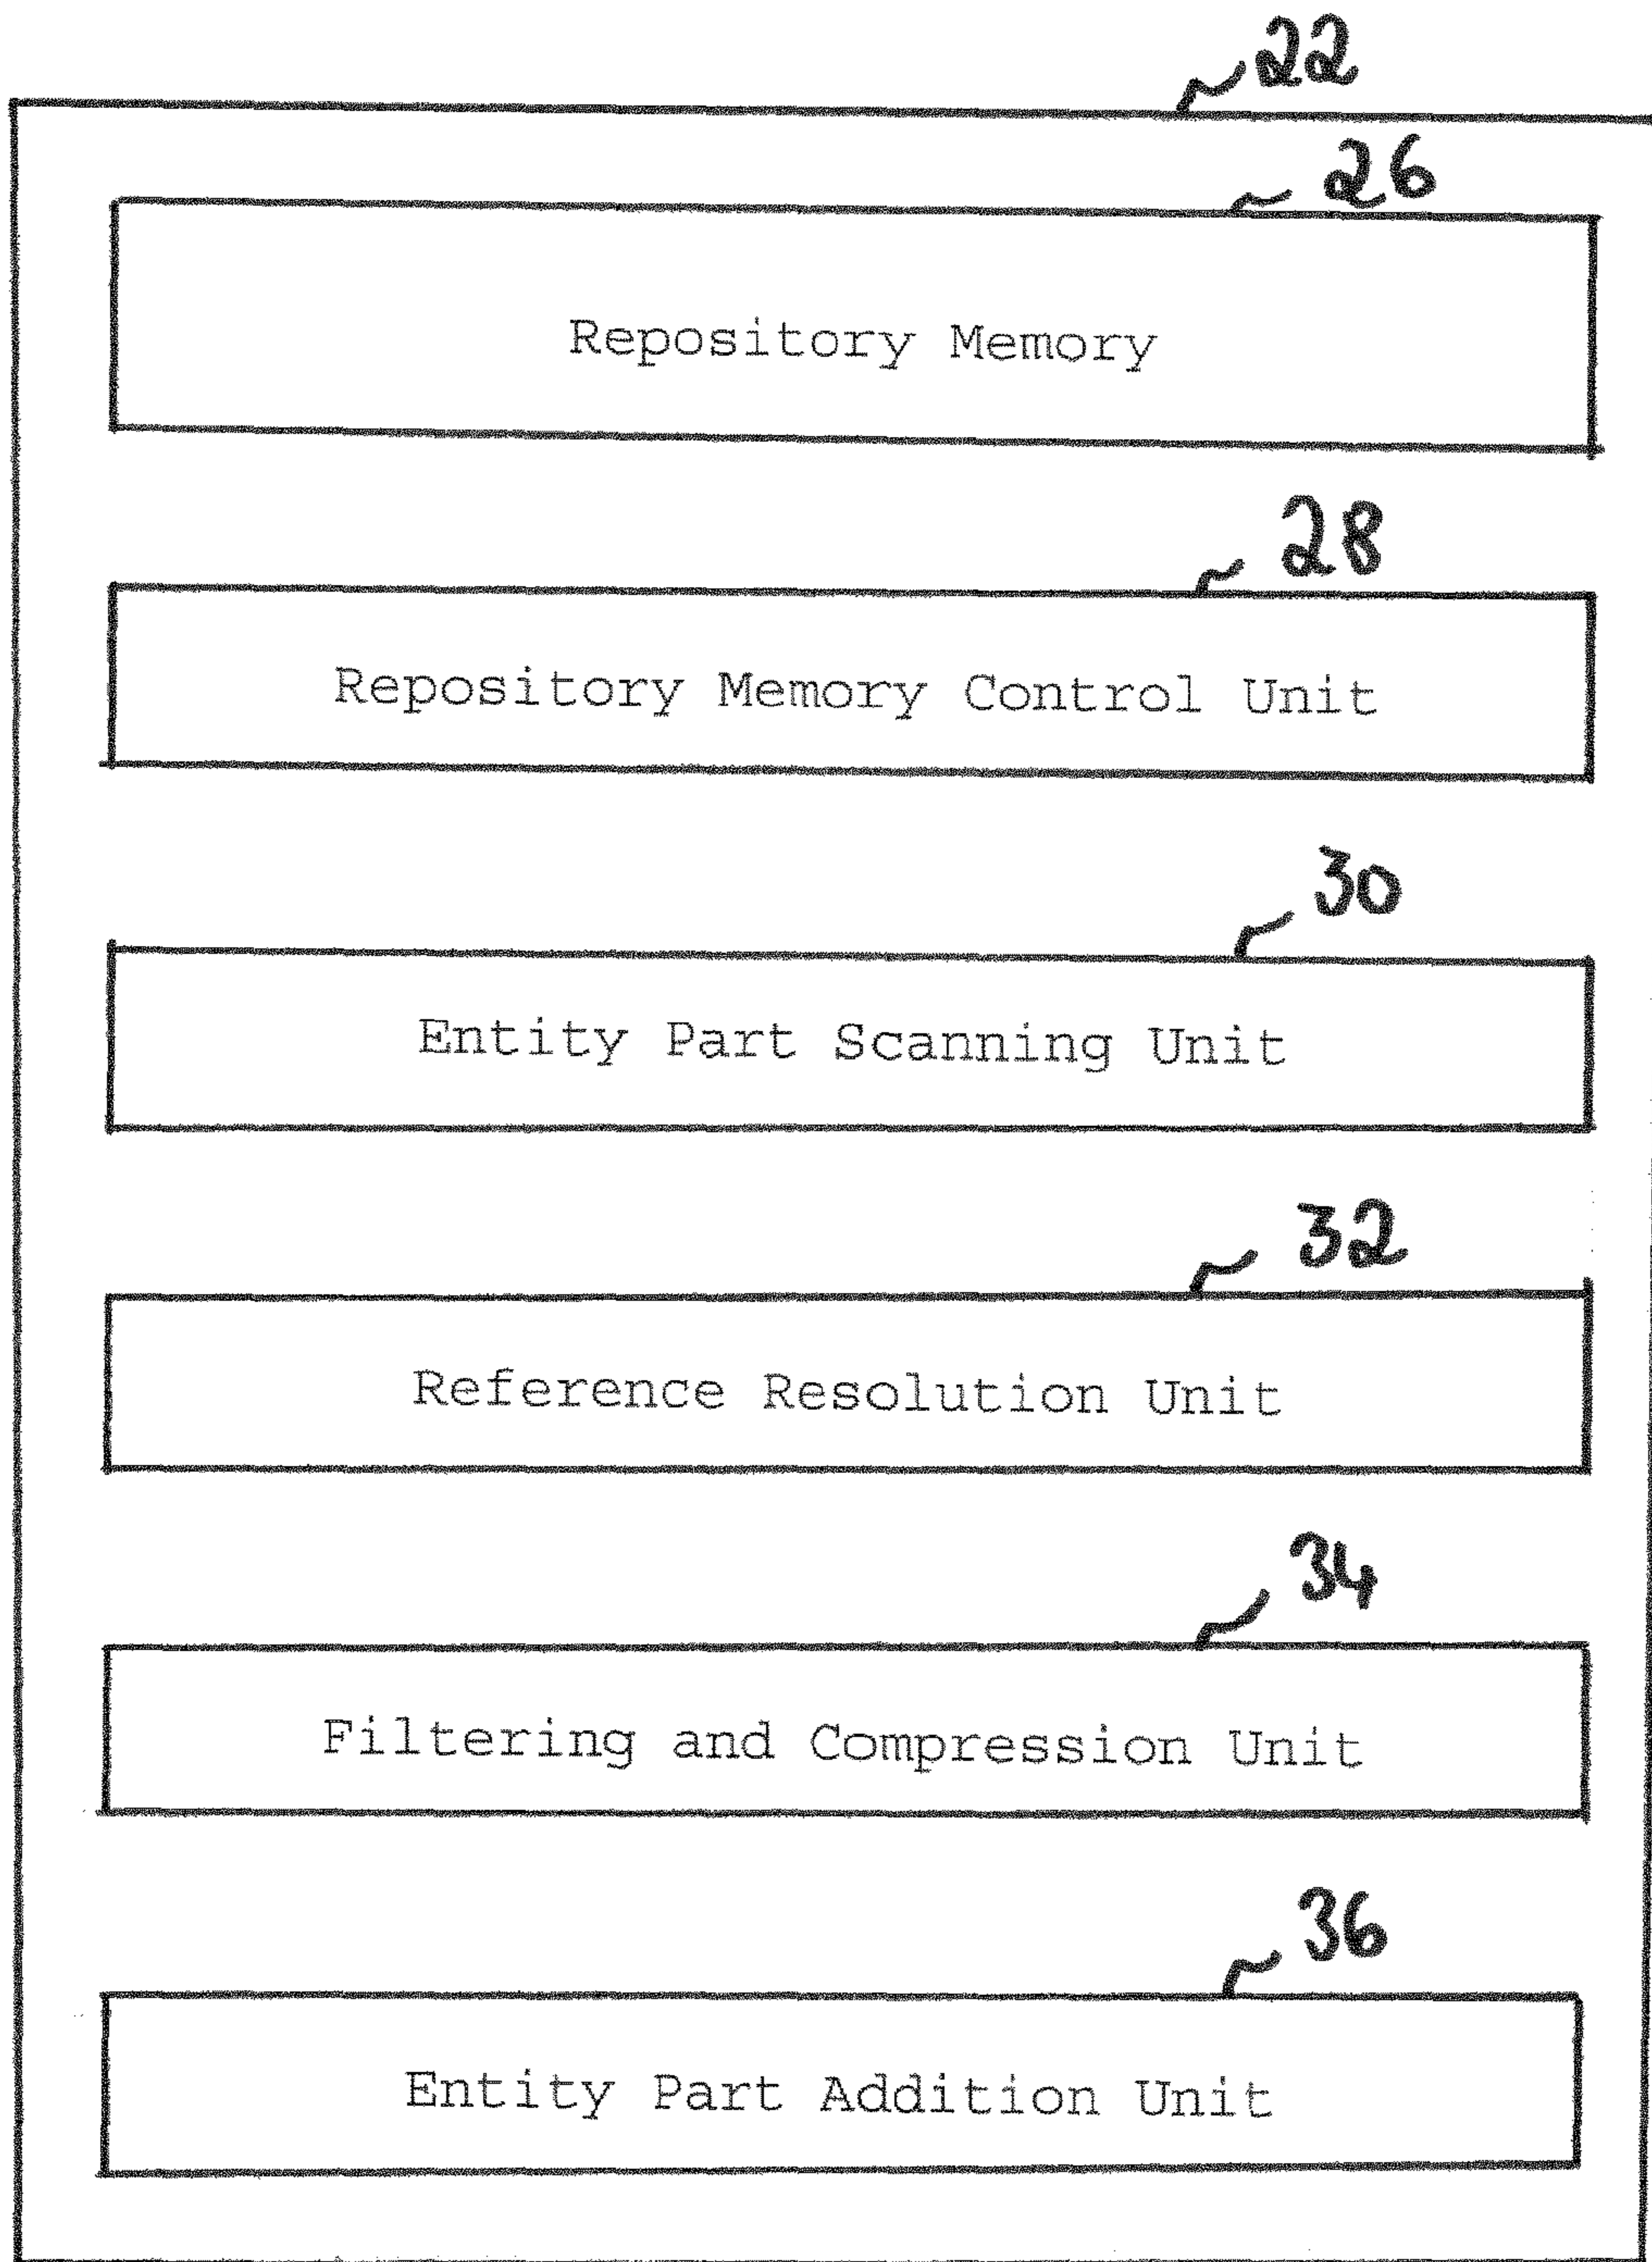 22
26
Repository Memory
28
Repository Memory Control Unit
30
Entity Part Scanning Unit
32
Reference Resolution Unit
34
Filtering and Compression Unit
36
Entity Part Addition Unit